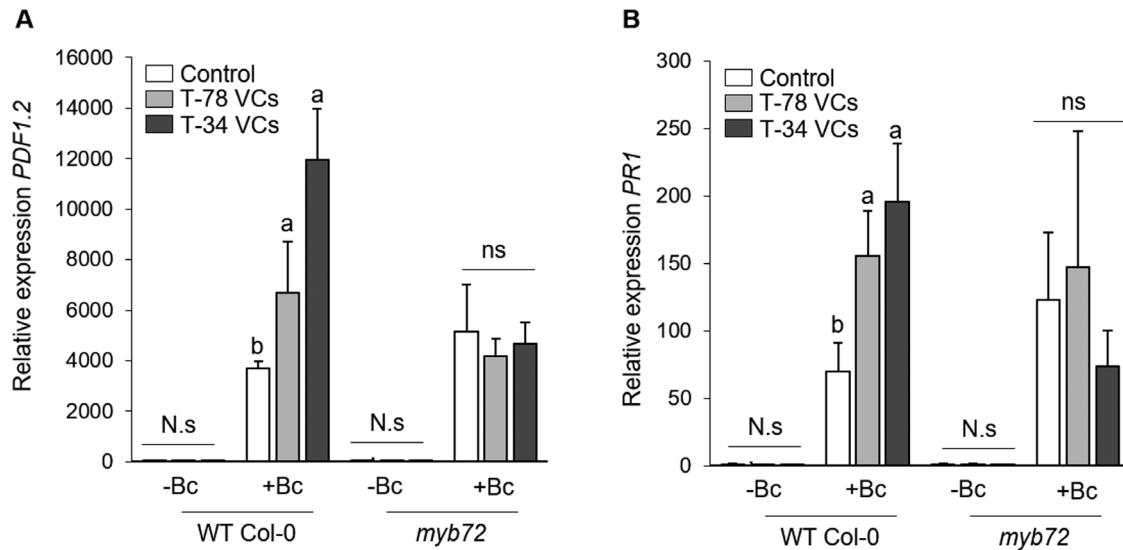 A
Relative expression PDF1.2
16000
14000
12000
10000
8000
6000
4000
2000
0
Control
T-78 VCs
T-34 VCs
N.s
b
a
a
N.s
ns
-Bc
+Bc
-Bc
+Bc
WT Col-0
myb72
B
Relative expression PR1
300
250
200
150
100
50
0
Control
T-78 VCs
T-34 VCs
N.s
b
a
a
N.s
ns
-Bc
+Bc
-Bc
+Bc
WT Col-0
myb72